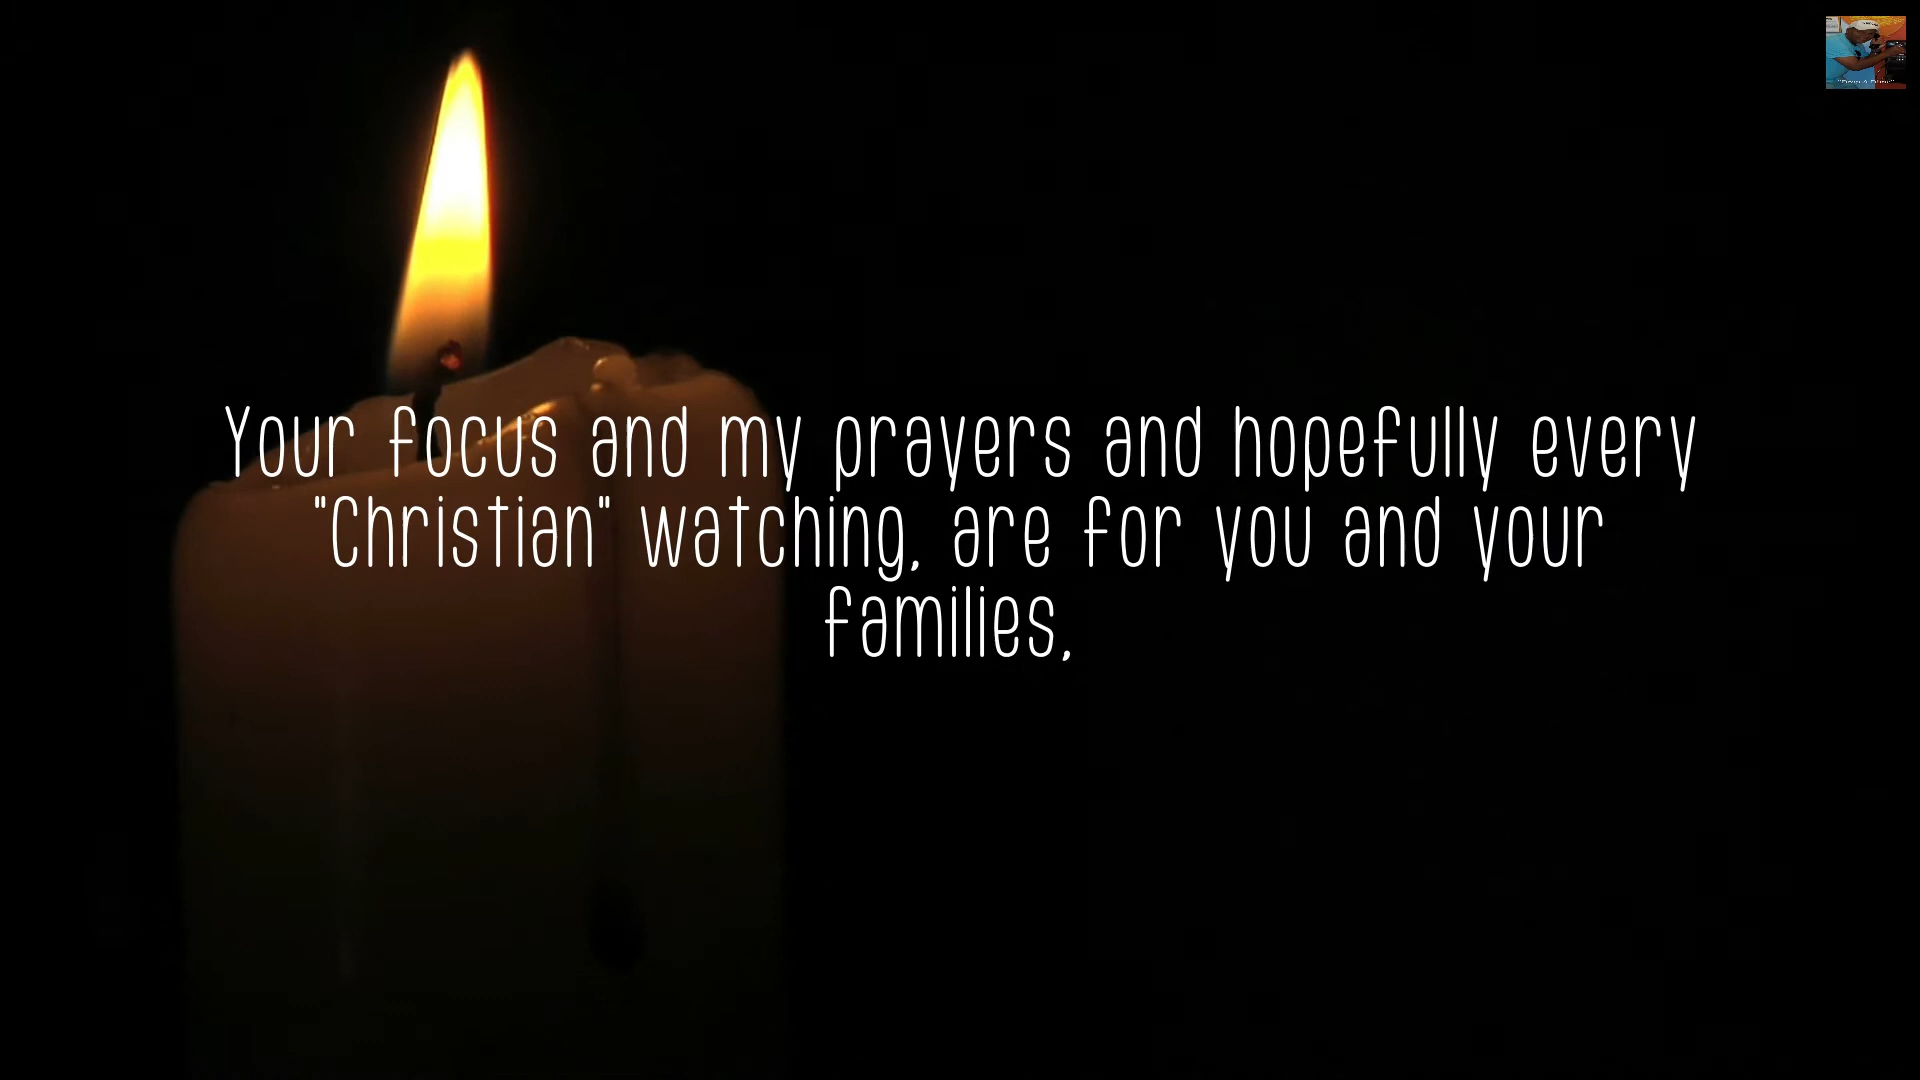 Your focus and my prayers and hopefully every
"Christian" watching, are for you and your
families,